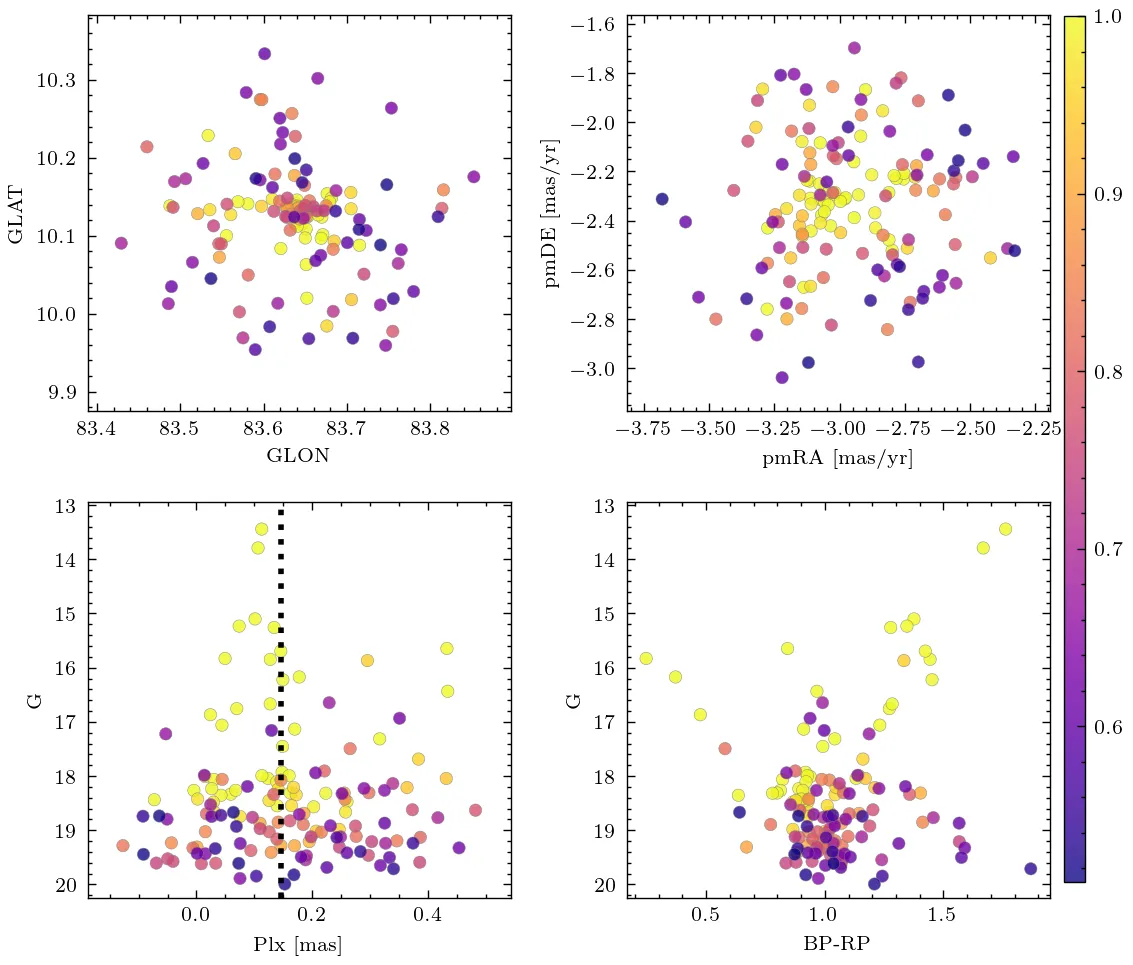 10.3
10.2
10.1
10.0
9.9
GLAT
83.4 83.5 83.6 83.7 83.8
GLON
−1.6
−1.8
−2.0
−2.2
−2.4
−2.6
−2.8
−3.0
pmDE [mas/yr]
−3.75 −3.50 −3.25 −3.00 −2.75 −2.50 −2.25
pmRA [mas/yr]
13
14
15
16
17
18
19
20
G
0.0 0.2 0.4
Plx [mas]
13
14
15
16
17
18
19
20
G
0.5 1.0 1.5
BP-RP
1.0
0.9
0.8
0.7
0.6